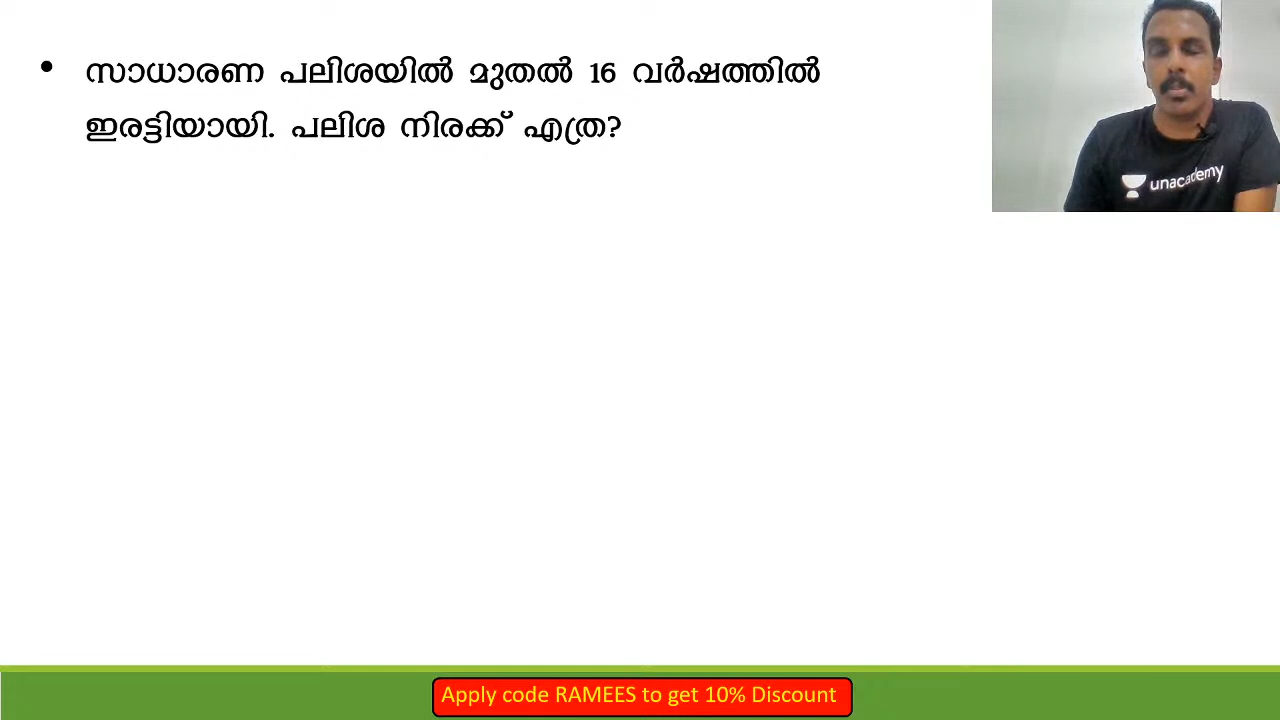 • സാധാരണ പലിശയിൽ മുതൽ 16 വർഷത്തിൽ
ഇരട്ടിയായി. പലിശ നിരക്ക് എത്ര?
unacademy
Apply code RAMEES to get 10% Discount